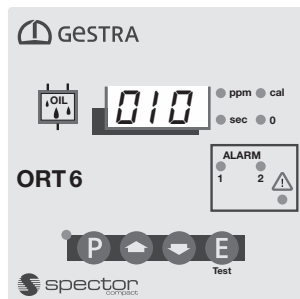 GESTRA
OIL
010
ppm cal
sec 0
ALARM
1 2
ORT 6
P E
Test
spector
compact